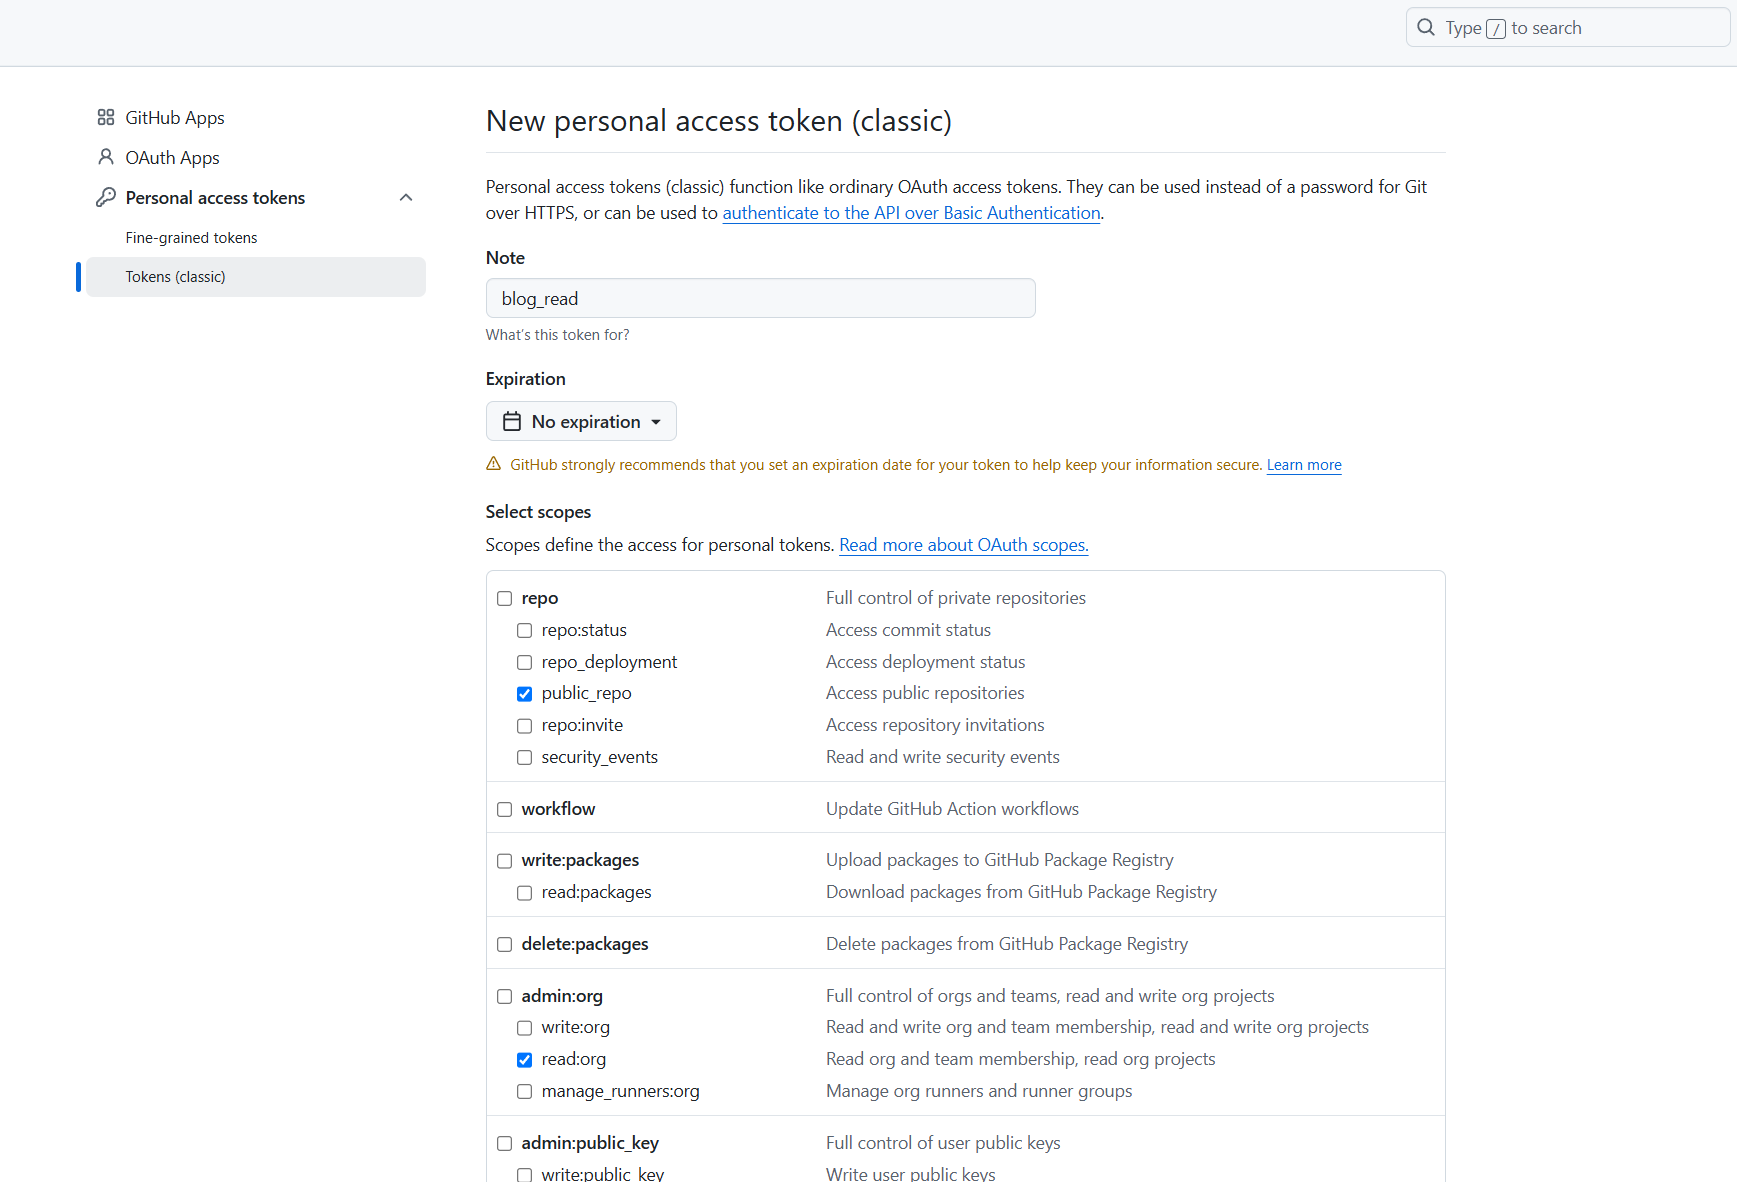 Type / to search
GitHub Apps
OAuth Apps
Personal access tokens
Fine-grained tokens
Tokens (classic)
New personal access token (classic)
Personal access tokens (classic) function like ordinary OAuth access tokens. They can be used instead of a password for Git
over HTTPS, or can be used to authenticate to the API over Basic Authentication.
Note
blog_read
What's this token for?
Expiration
No expiration
GitHub strongly recommends that you set an expiration date for your token to help keep your information secure. Learn more
Select scopes
Scopes define the access for personal tokens. Read more about OAuth scopes.
repo Full control of private repositories
repo:status Access commit status
repo_deployment Access deployment status
public_repo Access public repositories
repo:invite Access repository invitations
security_events Read and write security events
workflow Update GitHub Action workflows
write:packages Upload packages to GitHub Package Registry
read:packages Download packages from GitHub Package Registry
delete:packages Delete packages from GitHub Package Registry
admin:org Full control of orgs and teams, read and write org projects
write:org Read and write org and team membership, read and write org projects
read:org Read org and team membership, read org projects
manage_runners:org Manage org runners and runner groups
admin:public_key Full control of user public keys
write:public_key Write user public keys